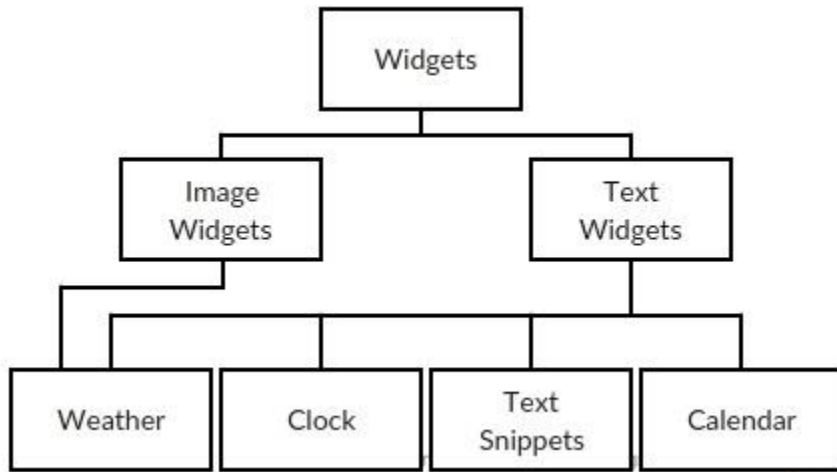 Widgets
Image
Widgets
Text
Widgets
Weather
Clock
Text
Snippets
Calendar